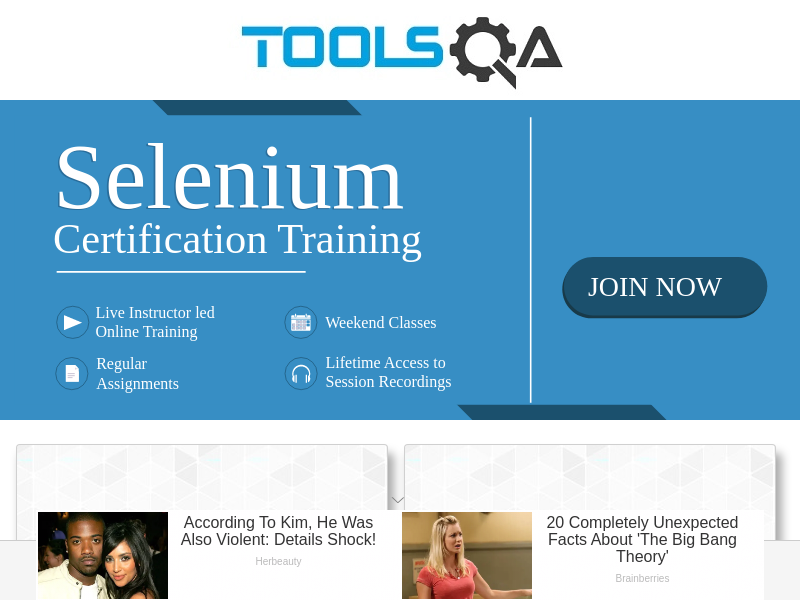 TOOLSQA
Selenium
Certification Training
JOIN NOW
Live Instructor led
Online Training
Weekend Classes
Regular
Assignments
Lifetime Access to
Session Recordings
According To Kim, He Was
Also Violent: Details Shock!
Herbeauty
20 Completely Unexpected
Facts About 'The Big Bang
Theory'
Brainberries